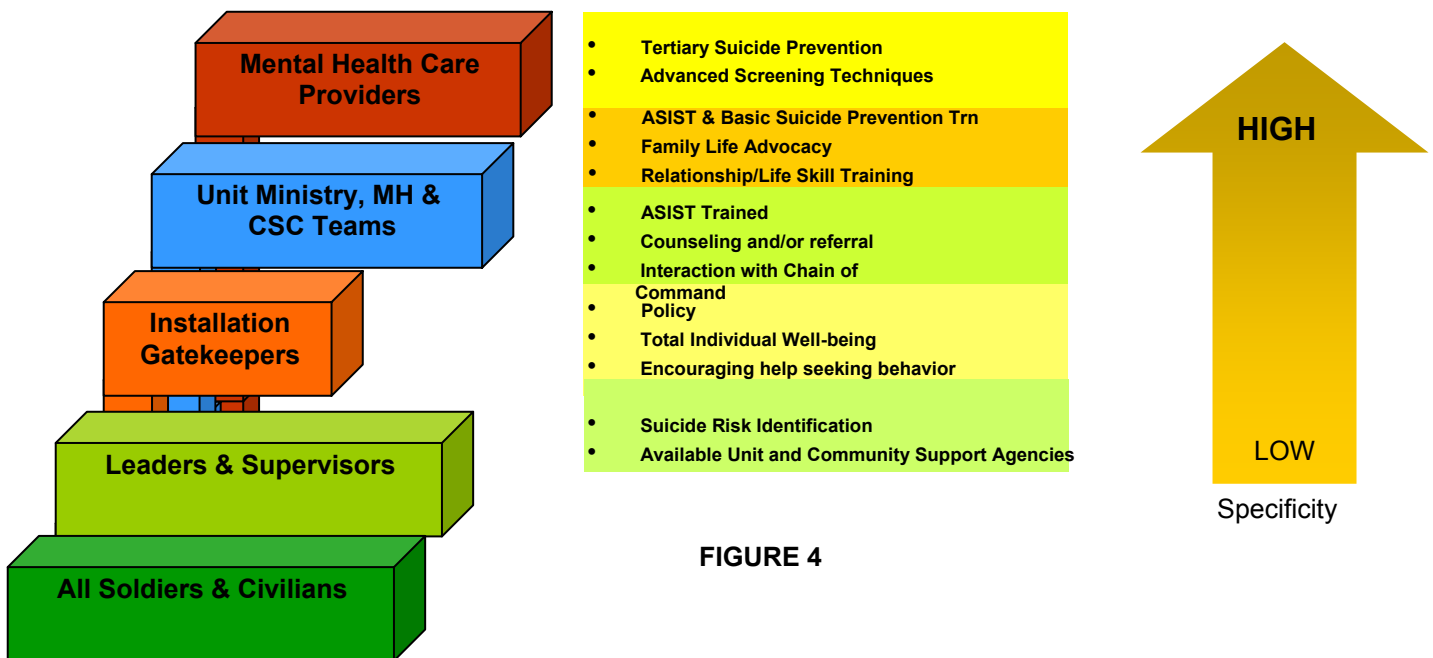 Mental Health Care
Providers
Unit Ministry, MH &
CSC Teams
Installation
Gatekeepers
Leaders & Supervisors
All Soldiers & Civilians
• Tertiary Suicide Prevention
• Advanced Screening Techniques
• ASIST & Basic Suicide Prevention Trn
• Family Life Advocacy
• Relationship/Life Skill Training
• ASIST Trained
• Counseling and/or referral
• Interaction with Chain of
Command
• Policy
• Total Individual Well-being
• Encouraging help seeking behavior
• Suicide Risk Identification
• Available Unit and Community Support Agencies
HIGH
LOW
Specificity
FIGURE 4